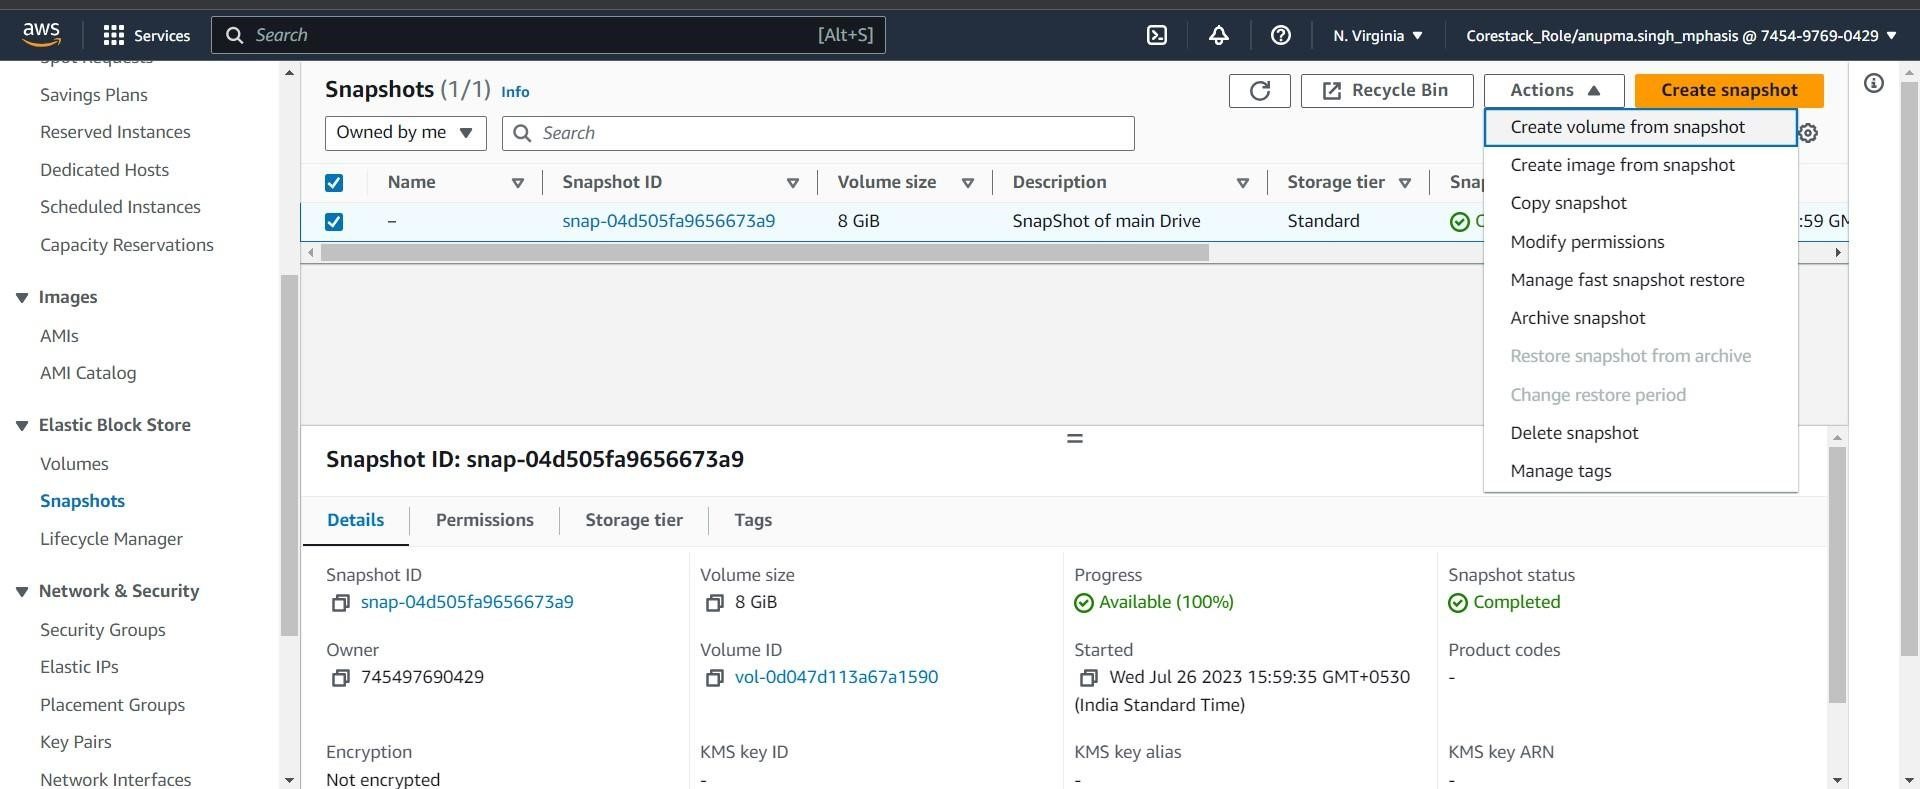 aws
Services
Search
[Alt+S]
N. Virginia
Corestack_Role/anupma.singh_mphasis @ 7454-9769-0429
Spot Requests
Savings Plans
Reserved Instances
Dedicated Hosts
Scheduled Instances
Capacity Reservations
Images
AMIs
AMI Catalog
Elastic Block Store
Volumes
Snapshots
Lifecycle Manager
Network & Security
Security Groups
Elastic IPs
Placement Groups
Key Pairs
Network Interfaces
Snapshots (1/1) Info
Recycle Bin
Actions
Create snapshot
Owned by me
Search
Name
Snapshot ID
Volume size
Description
Storage tier
Snap
–
snap-04d505fa9656673a9
8 GiB
SnapShot of main Drive
Standard
C
:59 GM
Create volume from snapshot
Create image from snapshot
Copy snapshot
Modify permissions
Manage fast snapshot restore
Archive snapshot
Restore snapshot from archive
Change restore period
Delete snapshot
Manage tags
Snapshot ID: snap-04d505fa9656673a9
Details
Permissions
Storage tier
Tags
Snapshot ID
snap-04d505fa9656673a9
Volume size
8 GiB
Progress
Available (100%)
Snapshot status
Completed
Owner
745497690429
Volume ID
vol-0d047d113a67a1590
Started
Wed Jul 26 2023 15:59:35 GMT+0530
(India Standard Time)
Product codes
-
Encryption
Not encrypted
KMS key ID
-
KMS key alias
-
KMS key ARN
-